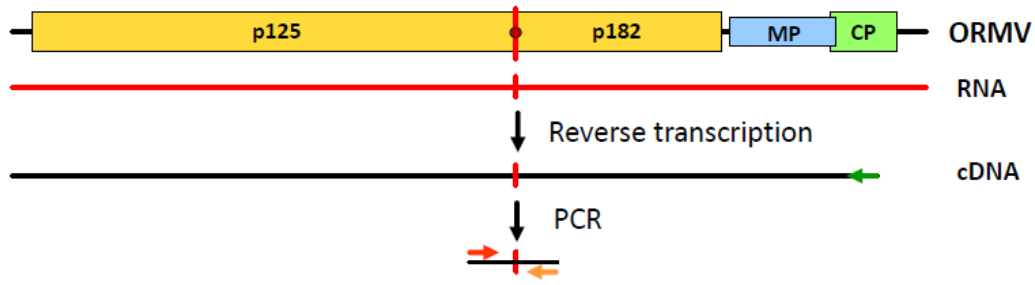 p125 p182 MP CP ORMV
RNA
Reverse transcription
cDNA
PCR